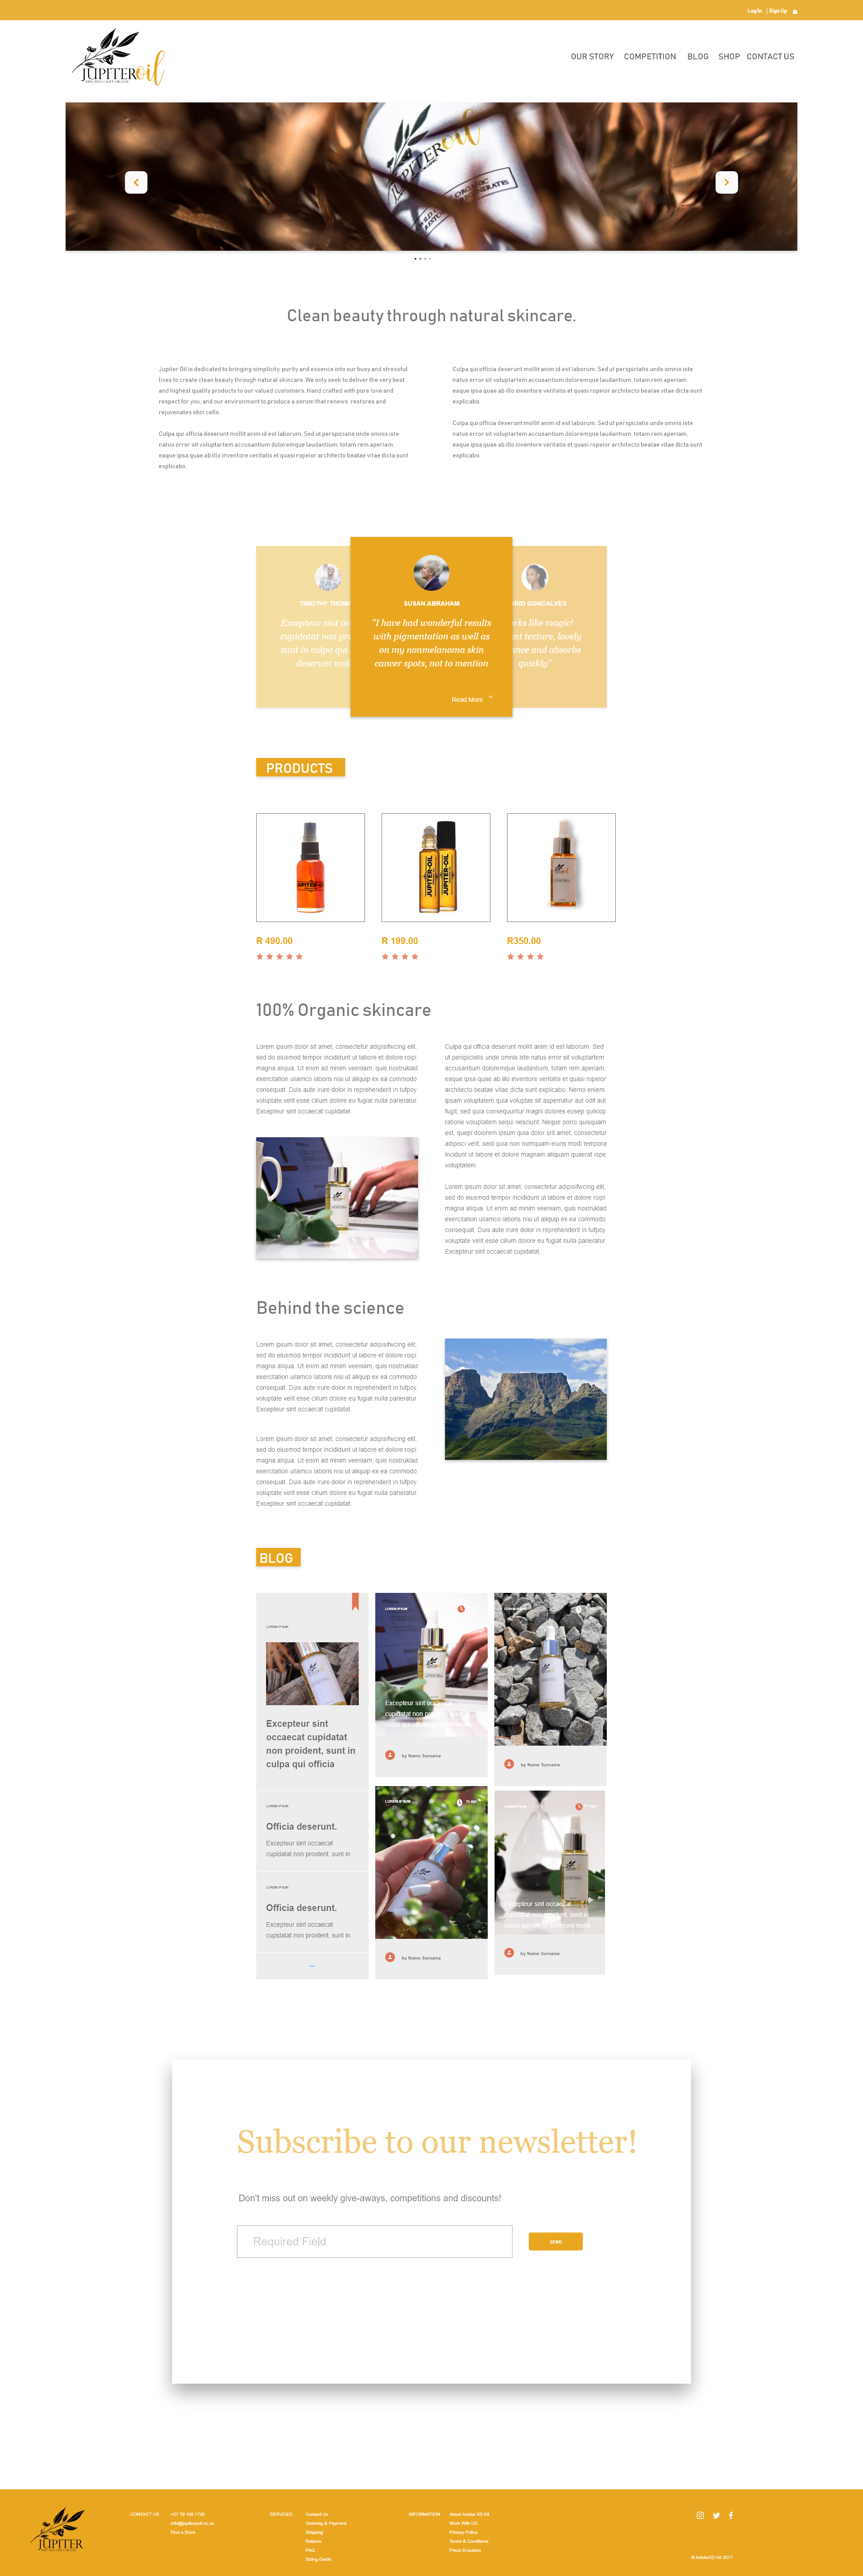 Log In | Sign Up
JUPITER oil
OUR STORY COMPETITION BLOG SHOP CONTACT US
JUPITER oil
ORGANIC
Clean beauty through natural skincare.
Jupiter Oil is dedicated to bringing simplicity, purity and essence into our busy and stressful
lives to create clean beauty through natural skincare. We only seek to deliver the very best
and highest quality products to our valued customers. Hand crafted with pure love and
respect for you, and our environment to produce a serum that renews, restores and
rejuvenates skin cells.
Culpa qui officia deserunt mollit anim id est laborum. Sed ut perspiciatis unde omnis iste
natus error sit voluptatem accusantium doloremque laudantium, totam rem aperiam,
eaque ipsa quae ab illo inventore veritatis et quasi ropeior architecto beatae vitae dicta sunt
explicabo.
Culpa qui officia deserunt mollit anim id est laborum. Sed ut perspiciatis unde omnis iste
natus error sit voluptatem accusantium doloremque laudantium, totam rem aperiam,
eaque ipsa quae ab illo inventore veritatis et quasi ropeior architecto beatae vitae dicta sunt
explicabo.
Culpa qui officia deserunt mollit anim id est laborum. Sed ut perspiciatis unde omnis iste
natus error sit voluptatem accusantium doloremque laudantium, totam rem aperiam,
eaque ipsa quae ab illo inventore veritatis et quasi ropeior architecto beatae vitae dicta sunt
explicabo.
TIMOTHY THOM
Excepteur sint oc
cupidatat non pr
sunt in culpa qui
deserunt mol
SUSAN ABRAHAM
"I have had wonderful results
with pigmentation as well as
on my nonmelanoma skin
cancer spots, not to mention
Read More +
RID GONCALVES
rks like magic!
nt texture, lovely
nce and absorbs
quickly"
PRODUCTS
JUPITER-OIL
JUPITER-OIL
JUPITER-OIL
R 490.00
R 199.00
R350.00
100% Organic skincare
Lorem ipsum dolor sit amet, consectetur adipisifwcing elit,
sed do eiusmod tempor incididunt ut labore et dolore roipi
magna aliqua. Ut enim ad minim veeniam, quis nostruklad
exercitation ullamco laboris nisi ut aliquip ex ea commodo
consequat. Duis aute irure dolor in reprehenderit in tufpoy
voluptate velit esse cillum dolore eu fugiat nulla parieratur.
Excepteur sint occaecat cupidatat.
Culpa qui officia deserunt mollit anim id est laborum. Sed
ut perspiciatis unde omnis iste natus error sit voluptatem
accusantium doloremque laudantium, totam rem aperiam,
eaque ipsa quae ab illo inventore veritatis et quasi ropeior
architecto beatae vitae dicta sunt explicabo. Nemo eniem
ipsam voluptatem quia voluptas sit aspernatur aut odit aut
fugit, sed quia consequuntur magni dolores eosep quiklop
ratione voluptatem sequi nesciunt. Neque porro quisquam
est, quepi dolorem ipsum quia dolor srit amet, consectetur
adipisci velit, seid quia non numquam euris modi tempora
incidunt ut labore et dolore magnam aliquam quaerat iope
voluptatem.
Lorem ipsum dolor sit amet, consectetur adipisifwcing elit,
sed do eiusmod tempor incididunt ut labore et dolore roipi
magna aliqua. Ut enim ad minim veeniam, quis nostruklad
exercitation ullamco laboris nisi ut aliquip ex ea commodo
consequat. Duis aute irure dolor in reprehenderit in tufpoy
voluptate velit esse cillum dolore eu fugiat nulla parieratur.
Excepteur sint occaecat cupidatat.
Behind the science
Lorem ipsum dolor sit amet, consectetur adipisifwcing elit,
sed do eiusmod tempor incididunt ut labore et dolore roipi
magna aliqua. Ut enim ad minim veeniam, quis nostruklad
exercitation ullamco laboris nisi ut aliquip ex ea commodo
consequat. Duis aute irure dolor in reprehenderit in tufpoy
voluptate velit esse cillum dolore eu fugiat nulla parieratur.
Excepteur sint occaecat cupidatat.
Lorem ipsum dolor sit amet, consectetur adipisifwcing elit,
sed do eiusmod tempor incididunt ut labore et dolore roipi
magna aliqua. Ut enim ad minim veeniam, quis nostruklad
exercitation ullamco laboris nisi ut aliquip ex ea commodo
consequat. Duis aute irure dolor in reprehenderit in tufpoy
voluptate velit esse cillum dolore eu fugiat nulla parieratur.
Excepteur sint occaecat cupidatat.
BLOG
LOREM IPSUM
Excepteur sint
occaecat cupidatat
non proident, sunt in
culpa qui officia
LOREM IPSUM
Officia deserunt.
Excepteur sint occaecat
cupidatat non proident, sunt in
LOREM IPSUM
Officia deserunt.
Excepteur sint occaecat
cupidatat non proident, sunt in
...
LOREM IPSUM
Excepteur sint occaecat
cupidatat non
culpa qui
by Name Surname
LOREM IPSUM
by Name Surname
LOREM IPSUM
by Name Surname
LOREM IPSUM
Excepteur sint occaecat
cupidatat non proident, sunt in
culpa qui officia deserunt mollit
by Name Surname
Subscribe to our newsletter!
Don't miss out on weekly give-aways, competitions and discounts!
Required Field
SEND
JUPITER
CONTACT US
+27 79 109 1730
info@jupiteroil.co.za
Find a Store
SERVICES
Contact Us
Ordering & Payment
Shipping
Returns
FAQ
Sizing Guide
INFORMATION
About Adobe XD Kit
Work With US
Privacy Policy
Terms & Conditions
Press Enquiries
© AdobeXD Kit 2017